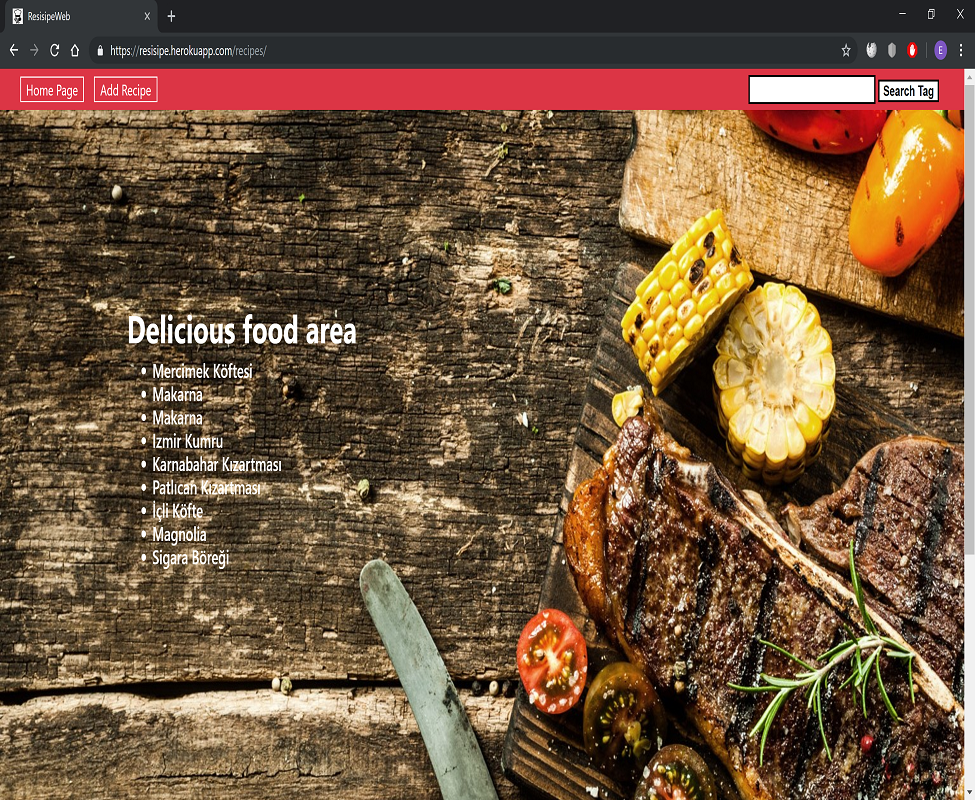 ResisipeWeb
https://resisipe.herokuapp.com/recipes/
E
Home Page
Add Recipe
Search Tag
Delicious food area
• Mercimek Köftesi
• Makarna
• Makarna
• Izmir Kumru
• Karnabahar Kızartması
• Patlıcan Kızartması
• İçli Köfte
• Magnolia
• Sigara Böreği